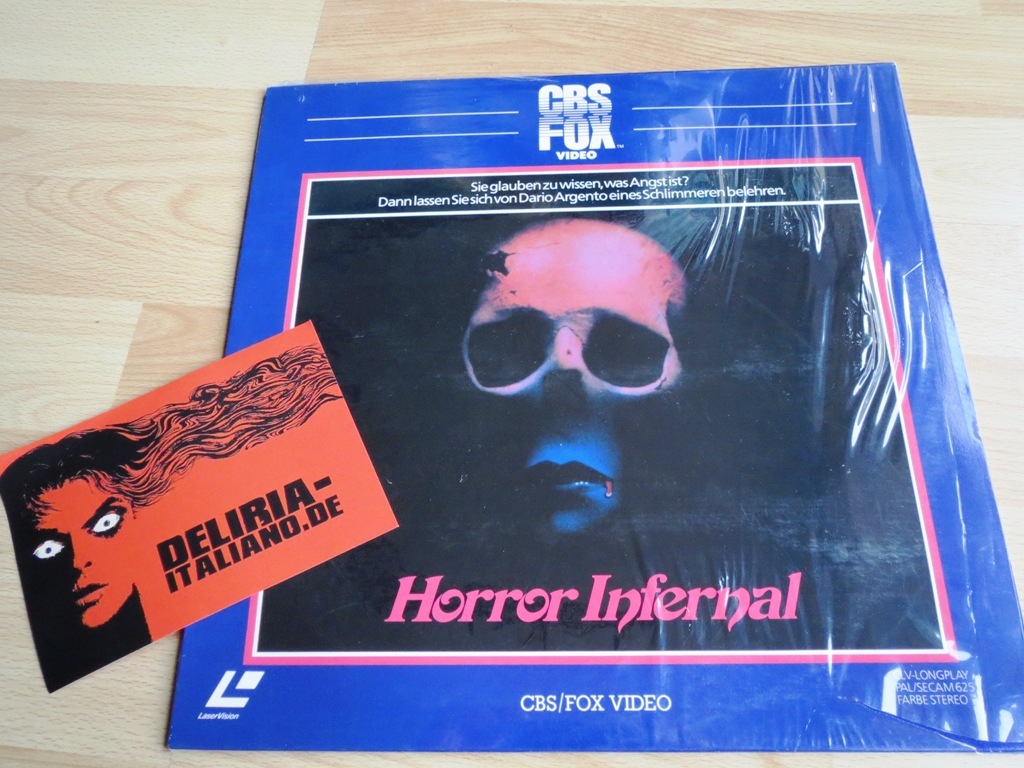 CBS
FOX
VIDEO
TM
Sie glauben zu wissen, was Angst ist?
Dann lassen Sie sich von Dario Argento eines Schlimmeren belehren.
DELIRIA-
ITALIANO.DE
Horror Infernal
LaserVision
CBS/FOX VIDEO
LV-LONGPLAY
PAL/SECAM 625
FARBE STEREO